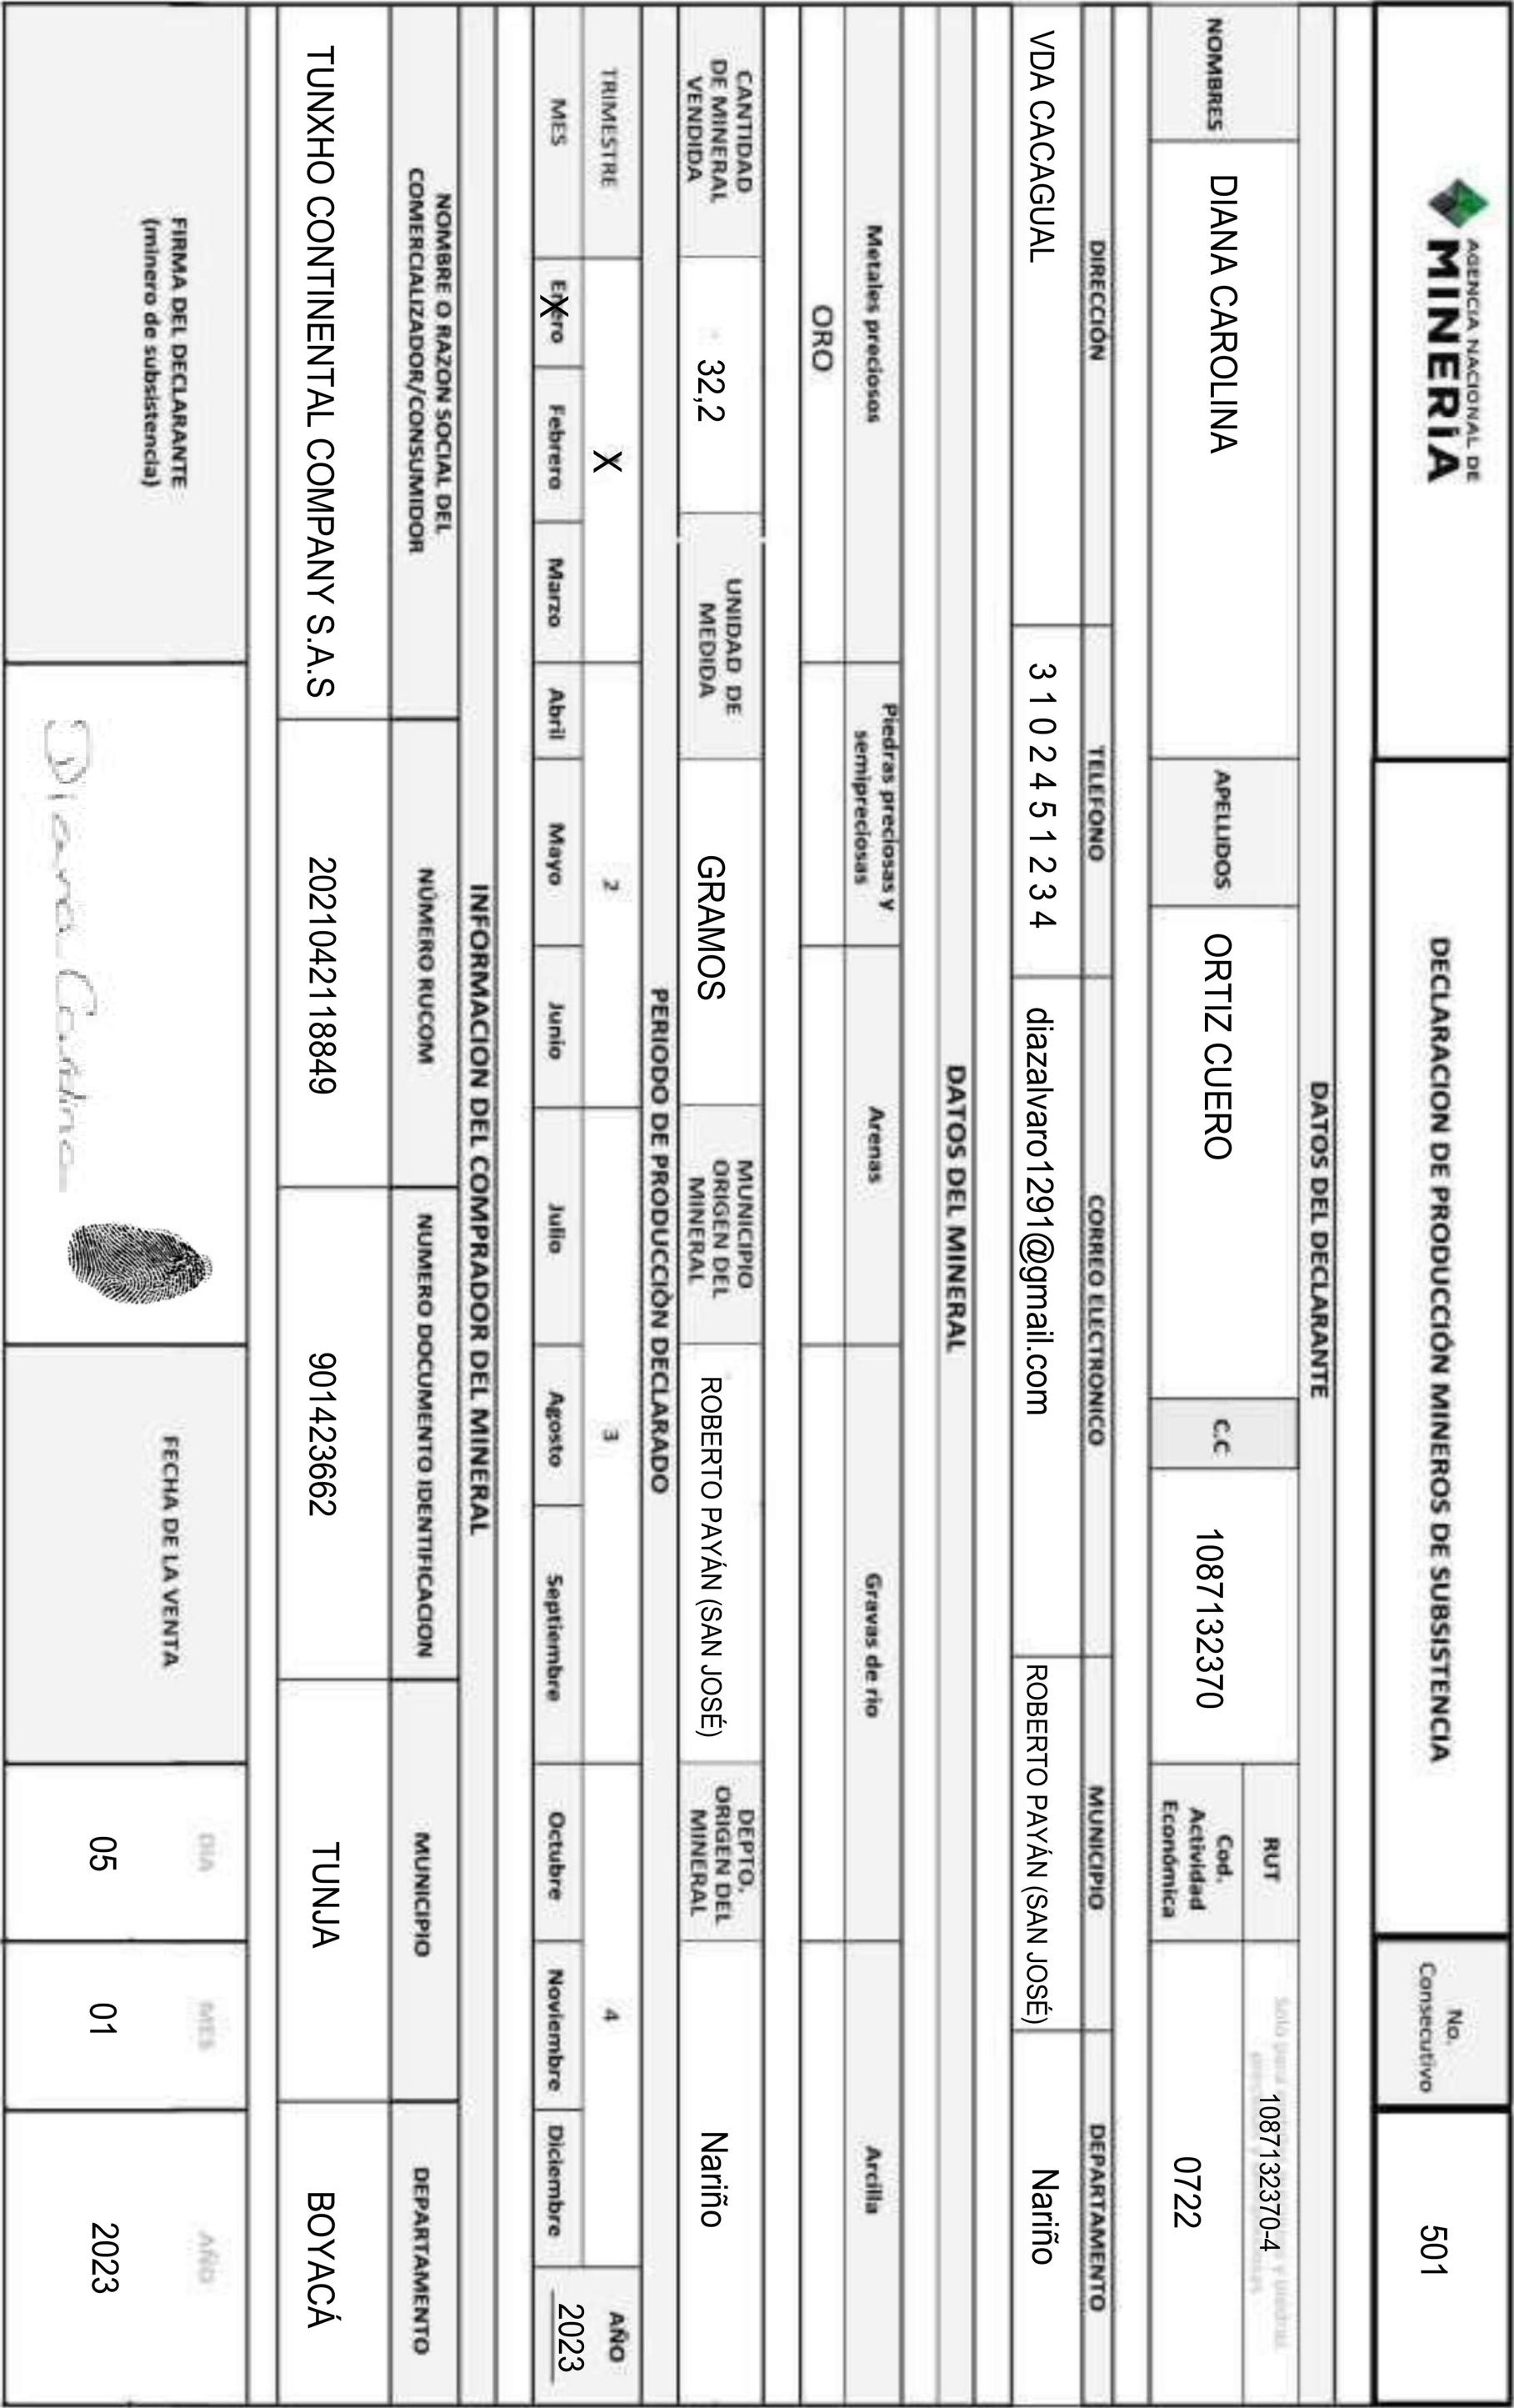 AGENCIA NACIONAL DE
MINERÍA
DECLARACION DE PRODUCCIÓN MINEROS DE SUBSISTENCIA
No.
Consecutivo
501
DATOS DEL DECLARANTE
NOMBRES
DIANA CAROLINA
APELLIDOS
ORTIZ CUERO
C.C
1087132370
RUT
1087132370-4
Cod.
Actividad
Económica
0722
DIRECCIÓN
TELEFONO
CORREO ELECTRONICO
MUNICIPIO
DEPARTAMENTO
VDA CACAGUAL
3 1 0 2 4 5 1 2 3 4
diazalvaro1291@gmail.com
ROBERTO PAYÁN (SAN JOSÉ)
Nariño
DATOS DEL MINERAL
Metales preciosos
Piedras preciosas y
semipreciosas
Arenas
Gravas de rio
Arcilla
ORO
CANTIDAD
DE MINERAL
VENDIDA
32,2
UNIDAD DE
MEDIDA
GRAMOS
MUNICIPIO
ORIGEN DEL
MINERAL
ROBERTO PAYÁN (SAN JOSÉ)
DEPTO.
ORIGEN DEL
MINERAL
Nariño
PERIODO DE PRODUCCIÓN DECLARADO
TRIMESTRE
X
2
3
4
AÑO
MES
Enero
X
Febrero
Marzo
Abril
Mayo
Junio
Julio
Agosto
Septiembre
Octubre
Noviembre
Diciembre
2023
INFORMACION DEL COMPRADOR DEL MINERAL
NOMBRE O RAZON SOCIAL DEL
COMERCIALIZADOR/CONSUMIDOR
NÚMERO RUCOM
NUMERO DOCUMENTO IDENTIFICACION
MUNICIPIO
DEPARTAMENTO
TUNXHO CONTINENTAL COMPANY S.A.S
2021042118849
901423662
TUNJA
BOYACÁ
FIRMA DEL DECLARANTE
(minero de subsistencia)
Diana Carolina
FECHA DE LA VENTA
DIA
MES
AÑO
05
01
2023